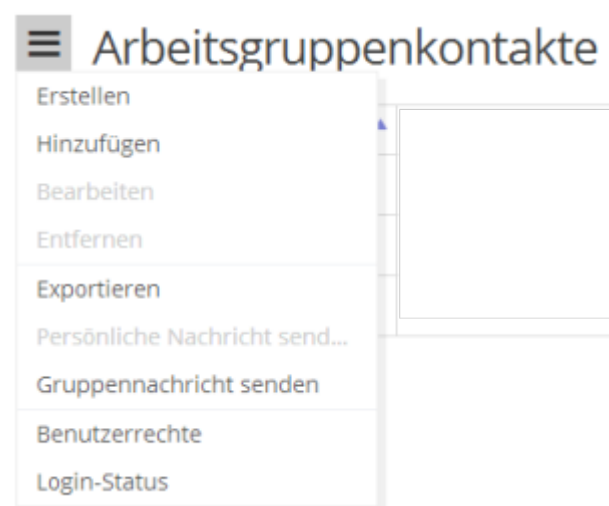 Arbeitsgruppenkontakte
Erstellen
Hinzufügen
Bearbeiten
Entfernen
Exportieren
Persönliche Nachricht send...
Gruppennachricht senden
Benutzerrechte
Login-Status